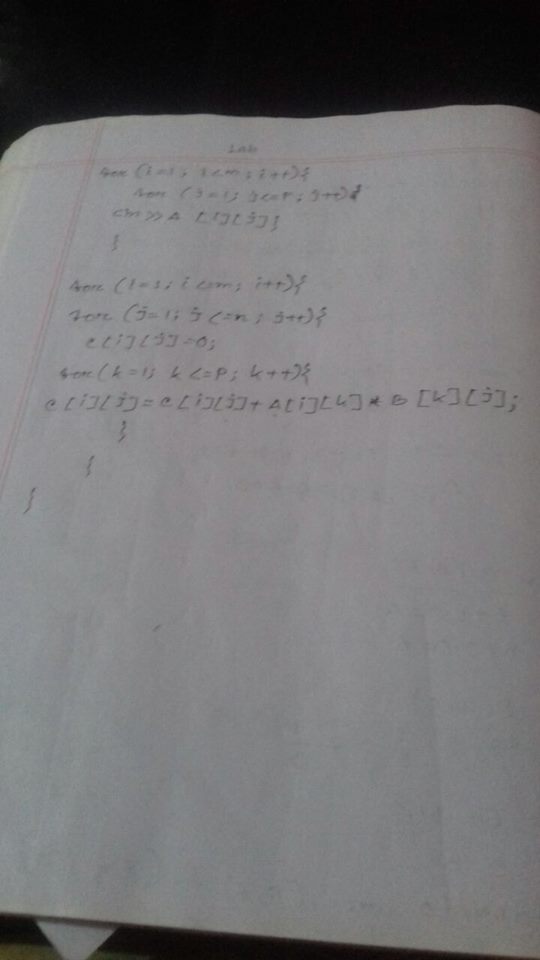 Lab
for (i=1; i<=m; i++){
for (j=1; j<=p; j++){
cin>>A [i][j];
}
for (i=1; i<=m; i++){
for (j=1; j<=n; j++){
c[i][j]=0;
for(k=1; k<=p; k++){
c[i][j]=c[i][j]+A[i][k]*B[k][j];
}
}
}